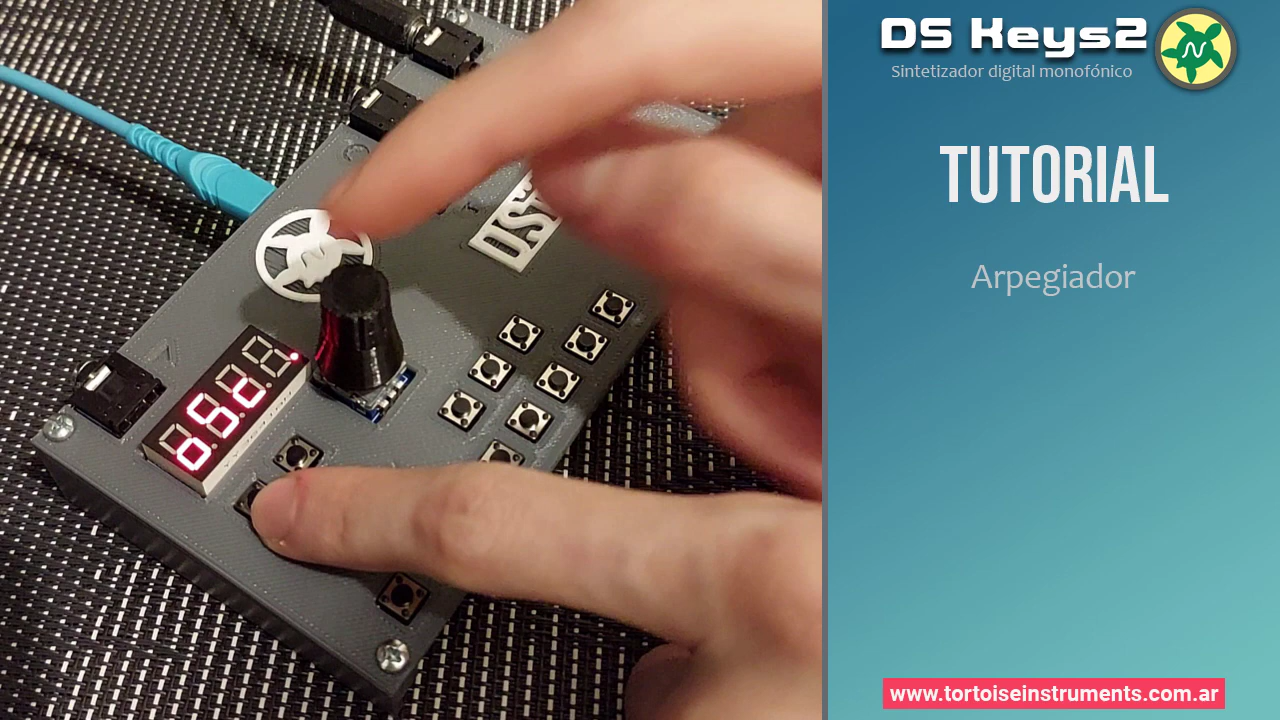 DS Keys2
Sintetizador digital monofónico
TUTORIAL
Arpegiador
www.tortoiseinstruments.com.ar